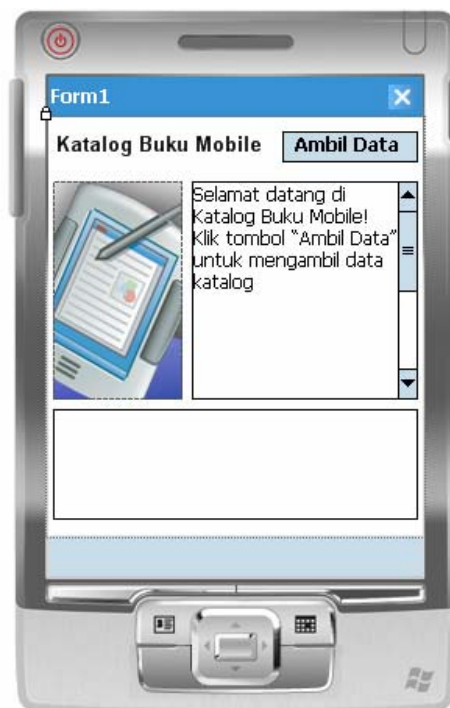 Form1
Katalog Buku Mobile
Ambil Data
Selamat datang di
Katalog Buku Mobile!
Klik tombol “Ambil Data”
untuk mengambil data
katalog